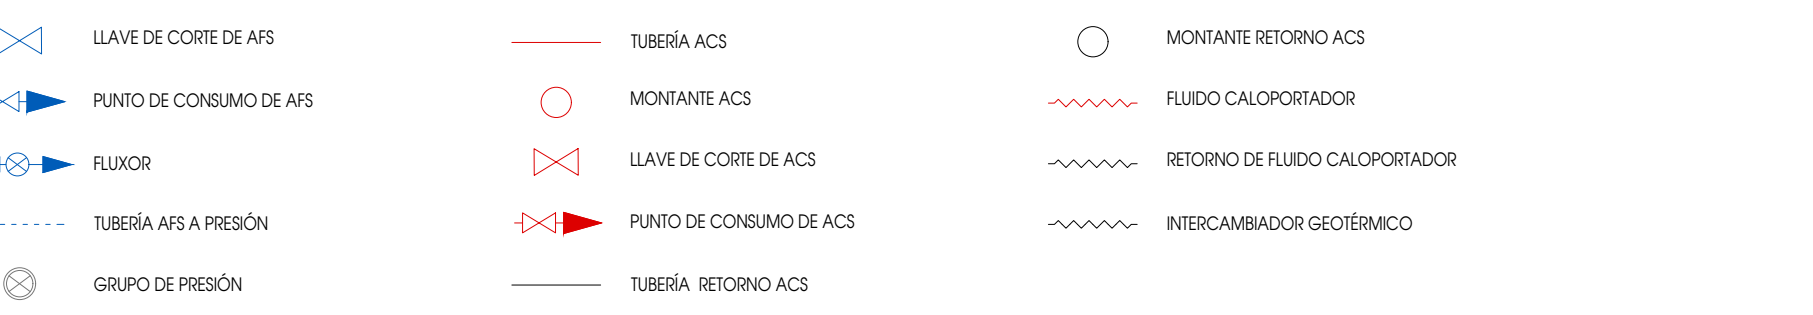 LLAVE DE CORTE DE AFS
PUNTO DE CONSUMO DE AFS
FLUXOR
TUBERÍA AFS A PRESIÓN
GRUPO DE PRESIÓN
TUBERÍA ACS
MONTANTE ACS
LLAVE DE CORTE DE ACS
PUNTO DE CONSUMO DE ACS
TUBERÍA  RETORNO ACS
MONTANTE RETORNO ACS
FLUIDO CALOPORTADOR
RETORNO DE FLUIDO CALOPORTADOR
INTERCAMBIADOR GEOTÉRMICO